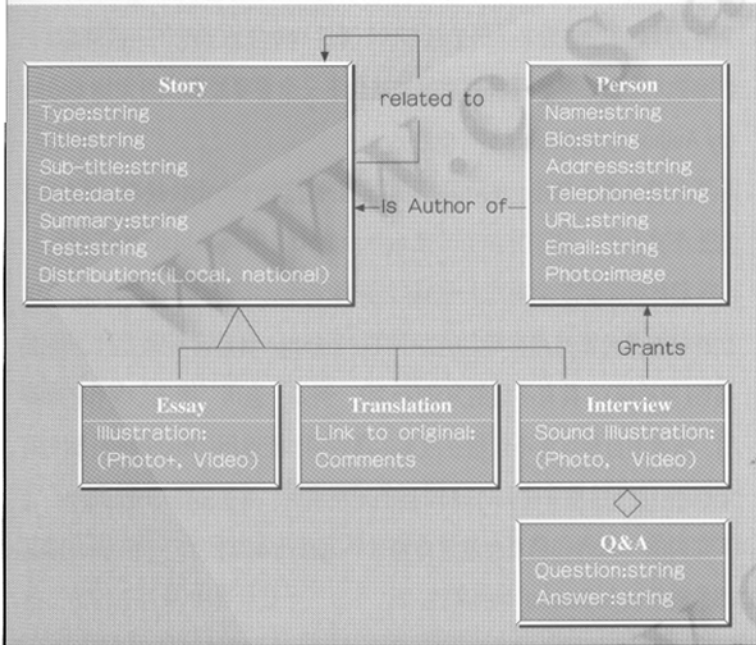 Story
Type:string
Title:string
Sub-title:string
Date:date
Summary:string
Test:string
Distribution:(iLocal, national)
related to
Is Author of
Person
Name:string
Bio:string
Address:string
Telephone:string
URL:string
Email:string
Photo:image
Grants
Essay
Illustration:
(Photo+, Video)
Translation
Link to original:
Comments
Interview
Sound Illustration:
(Photo, Video)
Q&A
Question:string
Answer:string